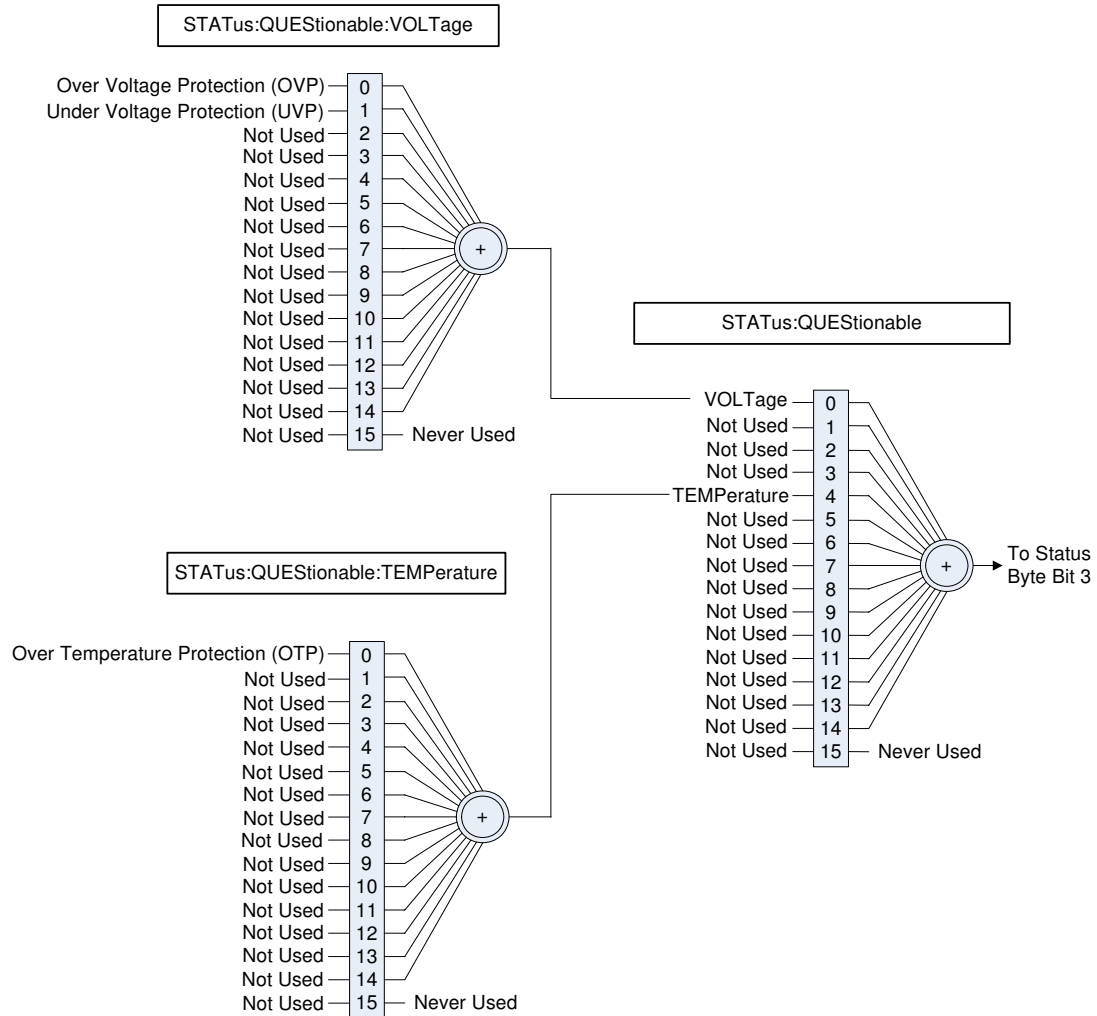 STATus:QUEStionable:VOLTage
Over Voltage Protection (OVP) 0
Under Voltage Protection (UVP) 1
Not Used 2
Not Used 3
Not Used 4
Not Used 5
Not Used 6
Not Used 7
Not Used 8
Not Used 9
Not Used 10
Not Used 11
Not Used 12
Not Used 13
Not Used 14
Not Used 15 Never Used
+
STATus:QUEStionable
VOLTage 0
Not Used 1
Not Used 2
Not Used 3
TEMPerature 4
Not Used 5
Not Used 6
Not Used 7
Not Used 8
Not Used 9
Not Used 10
Not Used 11
Not Used 12
Not Used 13
Not Used 14
Not Used 15 Never Used
+
To Status
Byte Bit 3
STATus:QUEStionable:TEMPerature
Over Temperature Protection (OTP) 0
Not Used 1
Not Used 2
Not Used 3
Not Used 4
Not Used 5
Not Used 6
Not Used 7
Not Used 8
Not Used 9
Not Used 10
Not Used 11
Not Used 12
Not Used 13
Not Used 14
Not Used 15 Never Used
+